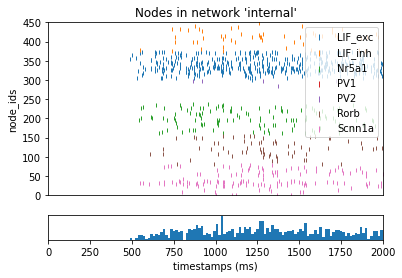 Nodes in network 'internal'
450
400
350
300
250
200
150
100
50
0
node_ids
LIF_exc
LIF_inh
Nr5a1
PV1
PV2
Rorb
Scnn1a
0
250
500
750
1000
1250
1500
1750
2000
timestamps (ms)